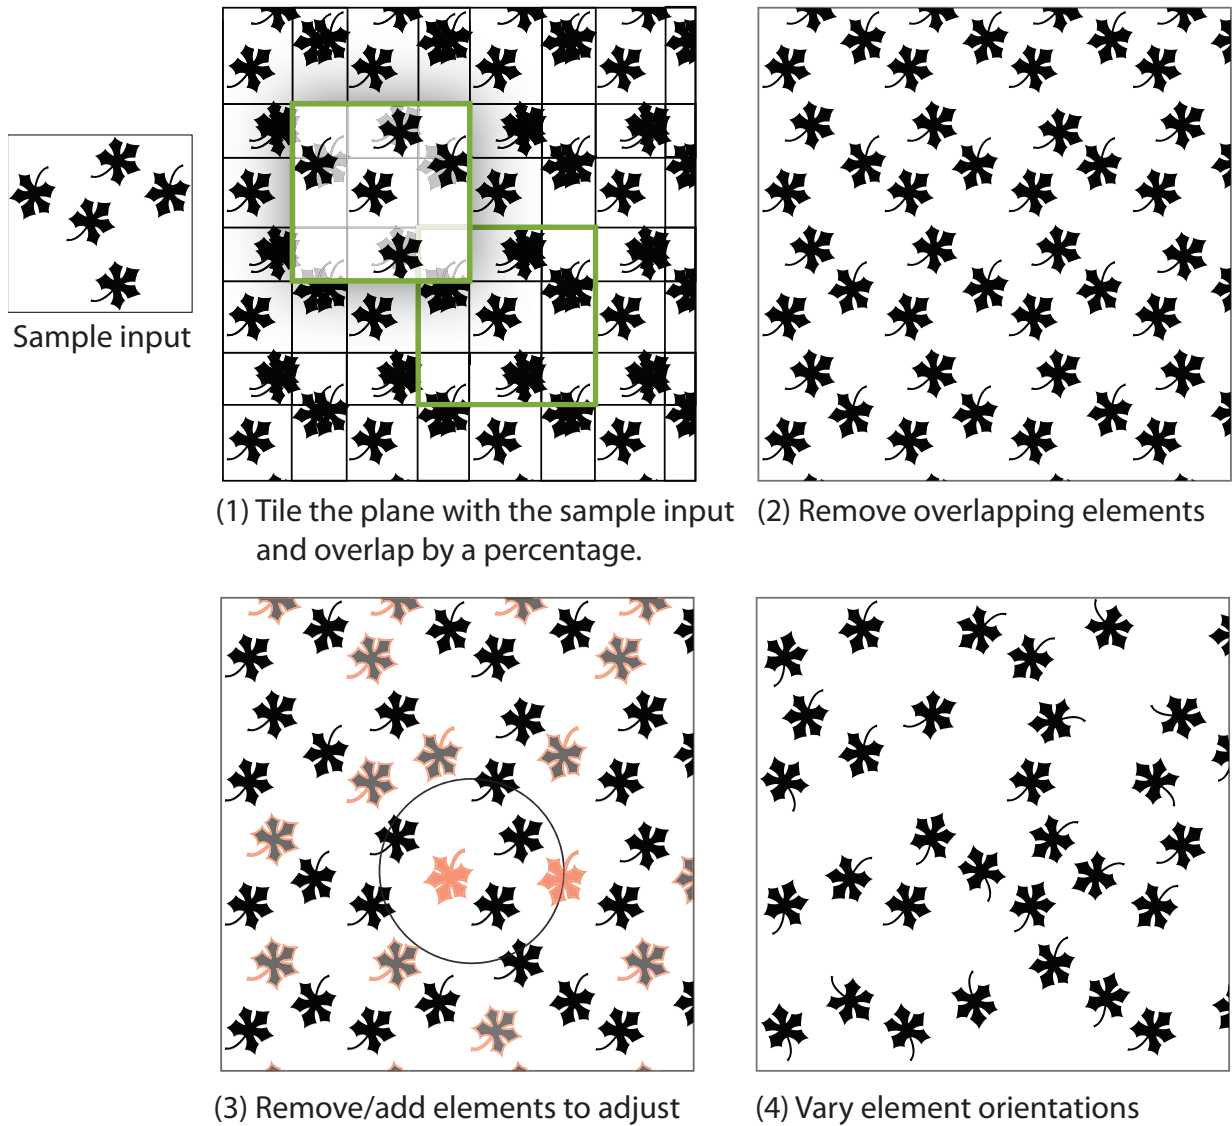 Sample input
(1) Tile the plane with the sample input
and overlap by a percentage.
(2) Remove overlapping elements
(3) Remove/add elements to adjust
(4) Vary element orientations